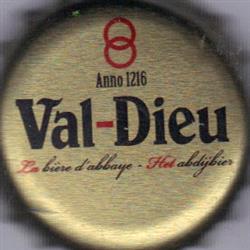 Anno 1216
Val-Dieu
La bière d'abbaye - Het abdijbier